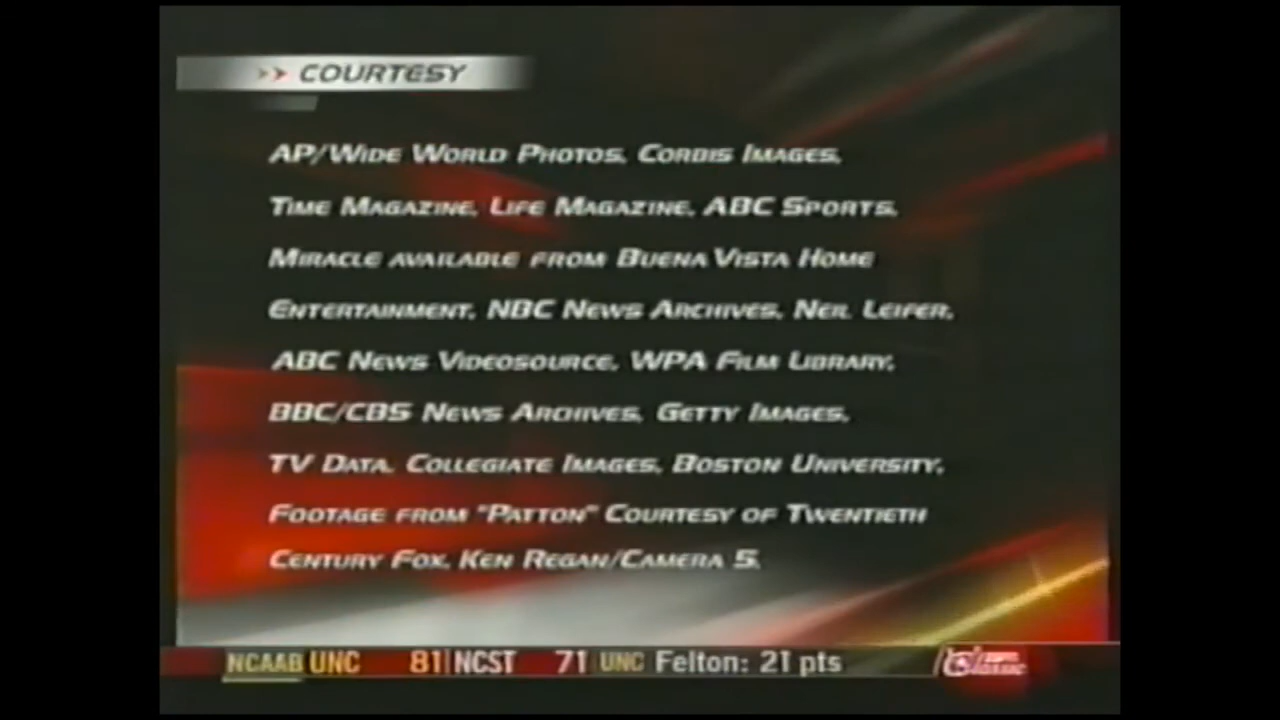 >> COURTESY
AP/WIDE WORLD PHOTOS, CORBIS IMAGES,
TIME MAGAZINE, LIFE MAGAZINE, ABC SPORTS,
MIRACLE AVAILABLE FROM BUENA VISTA HOME
ENTERTAINMENT, NBC NEWS ARCHIVES, NEIL LEIFER,
ABC NEWS VIDEOSOURCE, WPA FILM LIBRARY,
BBC/CBS NEWS ARCHIVES, GETTY IMAGES,
TV DATA, COLLEGIATE IMAGES, BOSTON UNIVERSITY,
FOOTAGE FROM "PATTON" COURTESY OF TWENTIETH
CENTURY FOX, KEN REGAN/CAMERA 5,
NCAAB UNC 81 NCST 71 UNC Felton: 21 pts
Classic